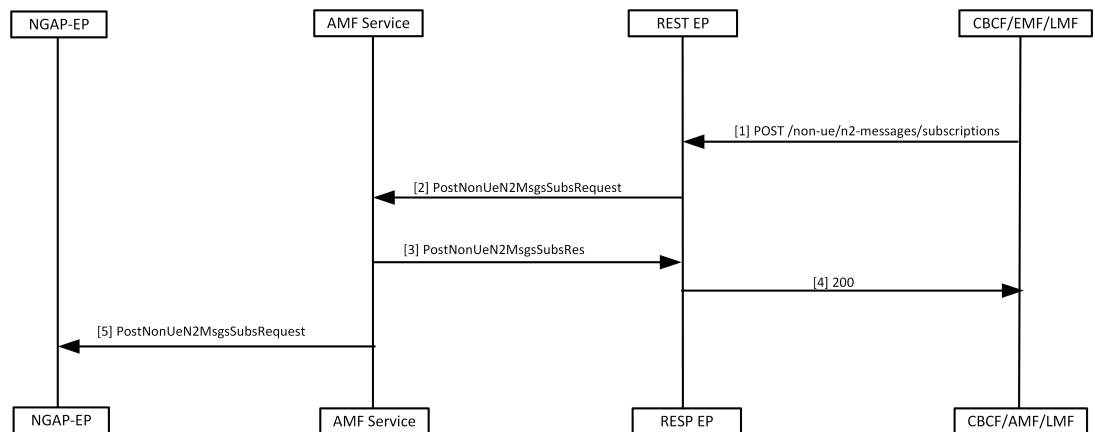 NGAP-EP
AMF Service
REST EP
CBCF/EMF/LMF
[1] POST /non-ue/n2-messages/subscriptions
[2] PostNonUeN2MsgsSubsRequest
[3] PostNonUeN2MsgsSubsRes
[4] 200
[5] PostNonUeN2MsgsSubsRequest
NGAP-EP
AMF Service
RESP EP
CBCF/AMF/LMF